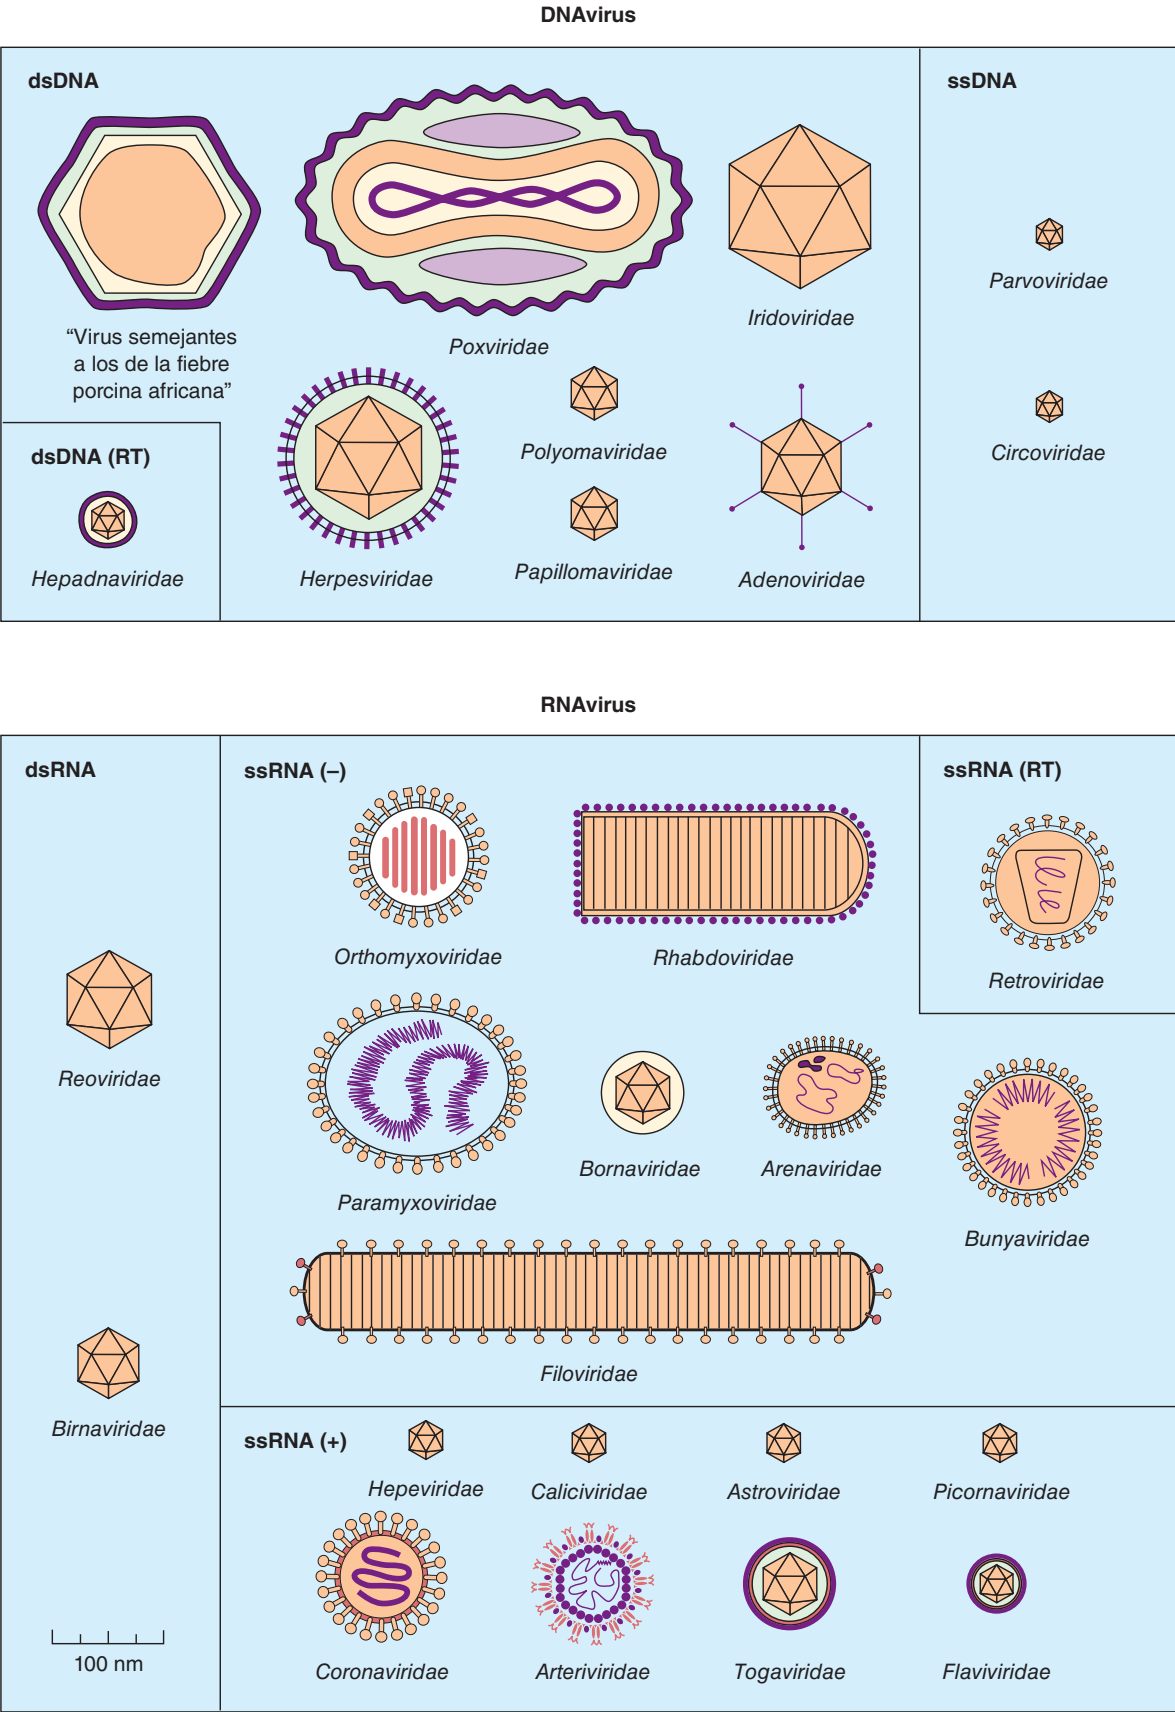 DNAvirus
dsDNA
ssDNA
“Virus semejantes
a los de la fiebre
porcina africana”
Poxviridae
Iridoviridae
Parvoviridae
dsDNA (RT)
Hepadnaviridae
Herpesviridae
Polyomaviridae
Papillomaviridae
Adenoviridae
Circoviridae
RNAvirus
dsRNA
ssRNA (–)
ssRNA (RT)
Orthomyxoviridae
Rhabdoviridae
Retroviridae
Reoviridae
Paramyxoviridae
Bornaviridae
Arenaviridae
Bunyaviridae
Filoviridae
Birnaviridae
ssRNA (+)
Hepeviridae
Caliciviridae
Astroviridae
Picornaviridae
Coronaviridae
Arteriviridae
Togaviridae
Flaviviridae
100 nm